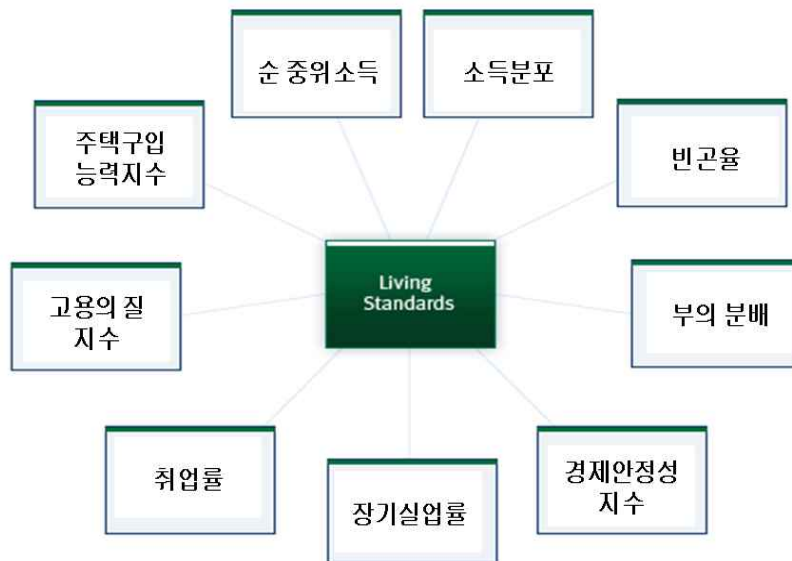 순 중위소득
소득분포
주택구입
능력지수
빈곤율
Living
Standards
고용의 질
지수
부의 분배
취업률
장기실업률
경제안정성
지수